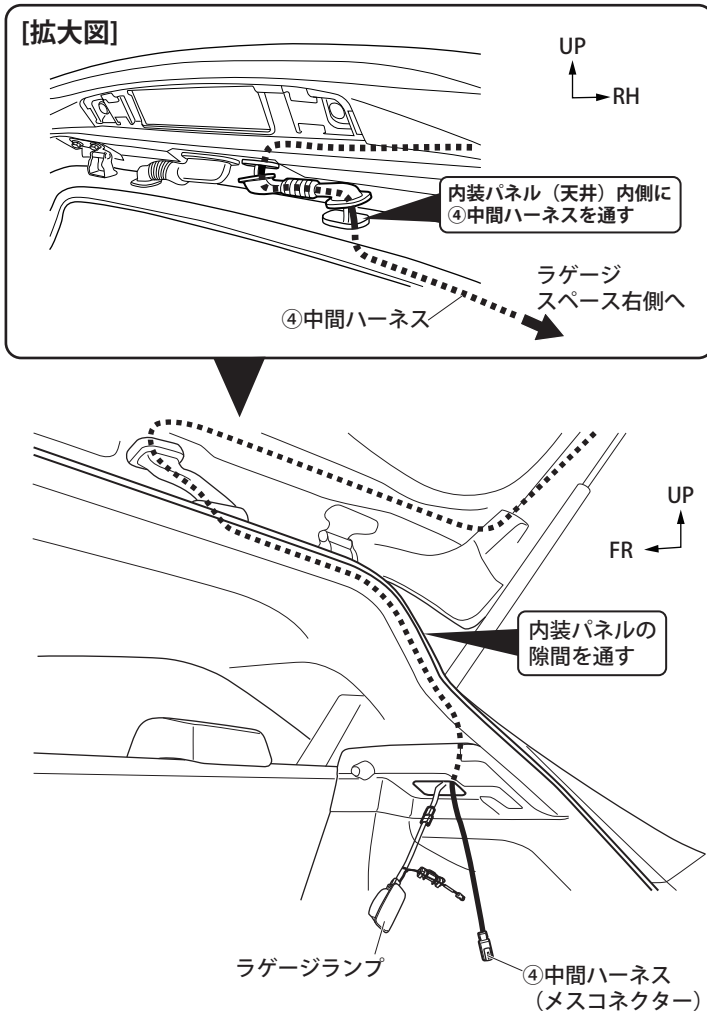 [拡大図]
UP
RH
内装パネル（天井）内側に
④中間ハーネスを通す
ラゲージ
スペース右側へ
④中間ハーネス
UP
FR
内装パネルの
隙間を通す
ラゲージランプ
④中間ハーネス
（メスコネクター）